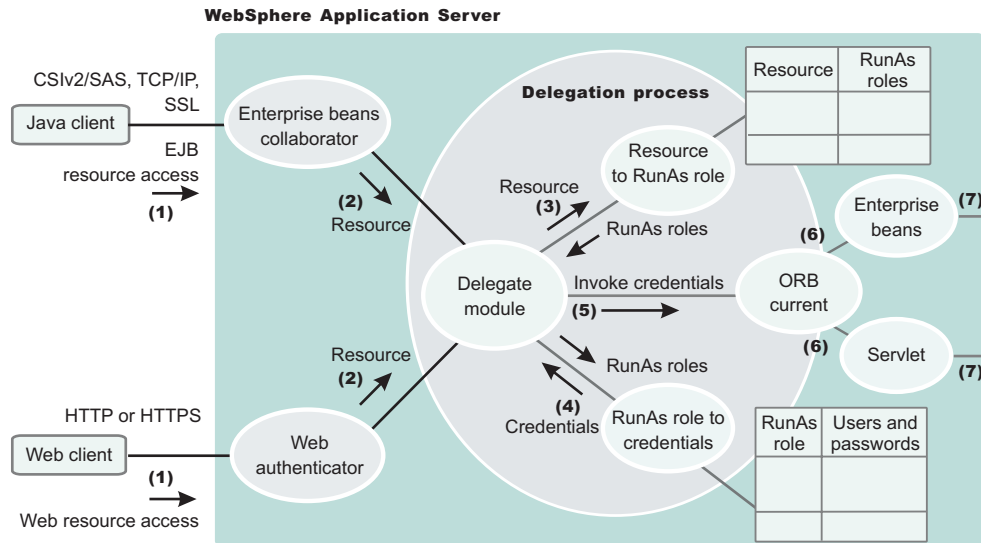 WebSphere Application Server
CSIv2/SAS, TCP/IP,
SSL
Java client
EJB
resource access
(1)
Enterprise beans
collaborator
(2)
Resource
Delegation process
Resource
to RunAs role
Resource
(3)
RunAs roles
Resource
RunAs
roles
Delegate
module
Invoke credentials
(5)
ORB
current
(6)
Enterprise
beans
(7)
(6)
Servlet
(7)
Resource
(2)
RunAs roles
(4)
Credentials
RunAs role to
credentials
RunAs
role
Users and
passwords
HTTP or HTTPS
Web client
(1)
Web resource access
Web
authenticator